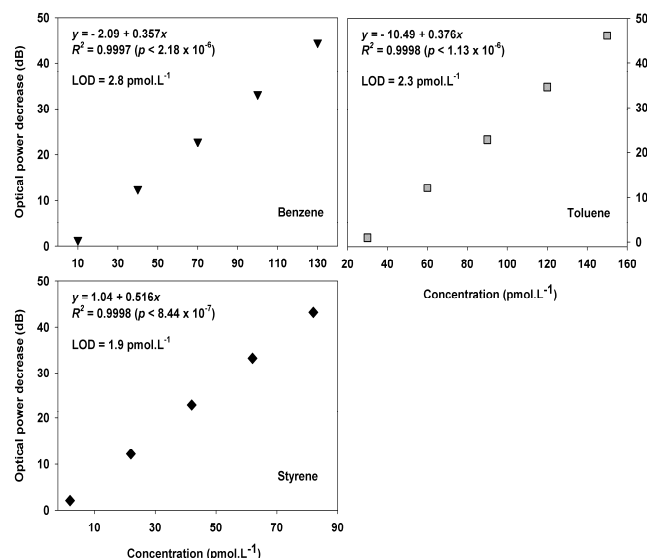 y = - 2.09 + 0.357x
R² = 0.9997 (p < 2.18 x 10⁻⁶)
LOD = 2.8 pmol.L⁻¹
Optical power decrease (dB)
50
40
30
20
10
0
Benzene
10 30 50 70 90 110 130
y = -10.49 + 0.376x
R² = 0.9998 (p < 1.13 x 10⁻⁶)
LOD = 2.3 pmol.L⁻¹
50
40
30
20
10
0
Toluene
20 40 60 80 100 120 140 160
Concentration (pmol.L⁻¹)
y = 1.04 + 0.516x
R² = 0.9998 (p < 8.44 x 10⁻⁷)
LOD = 1.9 pmol.L⁻¹
Optical power decrease (dB)
50
40
30
20
10
0
Styrene
10 30 50 70 90
Concentration (pmol.L⁻¹)